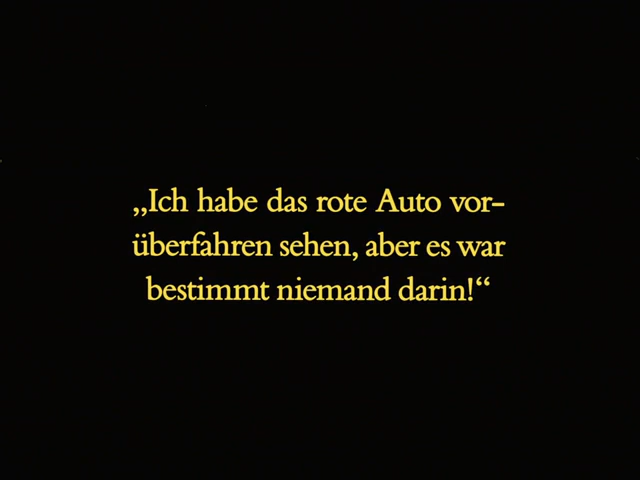 „Ich habe das rote Auto vor-
überfahren sehen, aber es war
bestimmt niemand darin!“